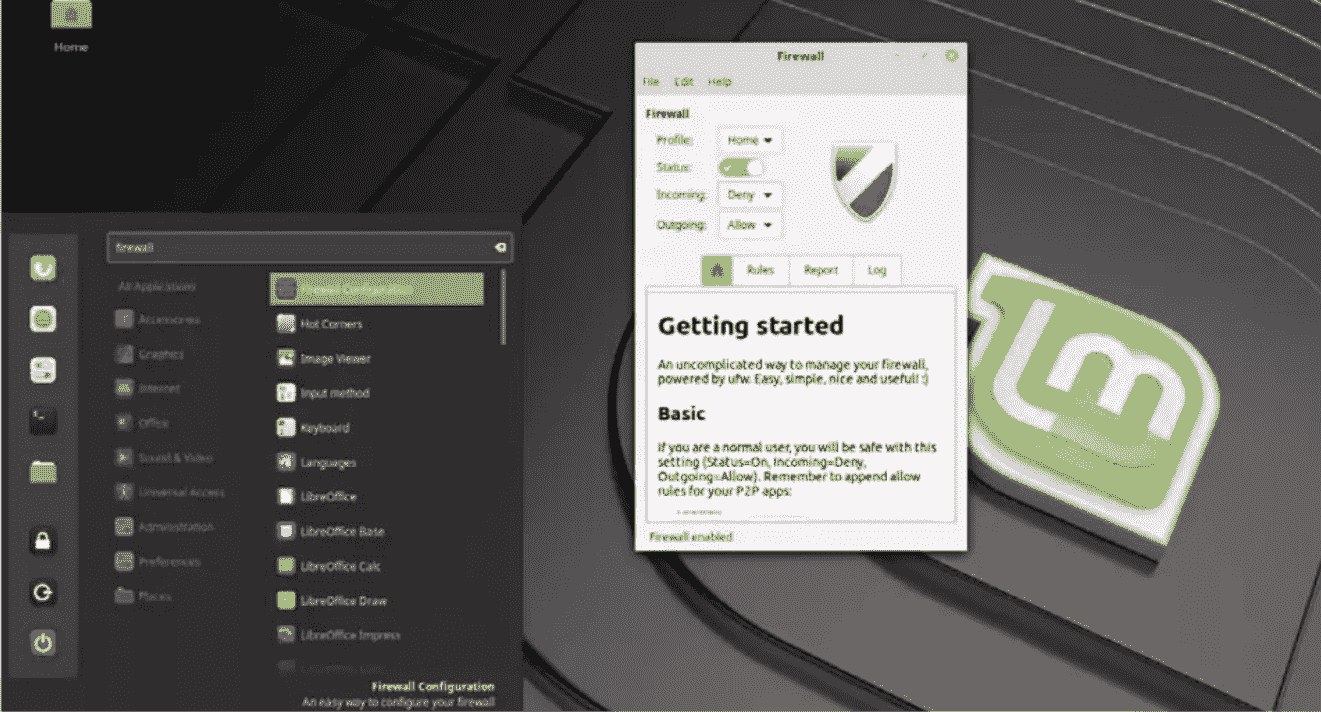 Home
Firewall
File Edit Help
Firewall
Profile: Home
Status:
Incoming: Deny
Outgoing: Allow
Rules Report Log
Getting started
An uncomplicated way to manage your firewall,
powered by ufw. Easy, simple, nice and useful! :)
Basic
If you are a normal user, you will be safe with this
setting (Status=On, Incoming=Deny,
Outgoing=Allow). Remember to append allow
rules for your P2P apps:
Firewall enabled
firewall
All Applications
Accessories
Graphics
Internet
Office
Sound & Video
Universal Access
Administration
Preferences
Places
Firewall Configuration
Hot Corners
Image Viewer
Input method
Keyboard
Languages
LibreOffice
LibreOffice Base
LibreOffice Calc
LibreOffice Draw
LibreOffice Impress
Firewall Configuration
An easy way to configure your firewall
lm